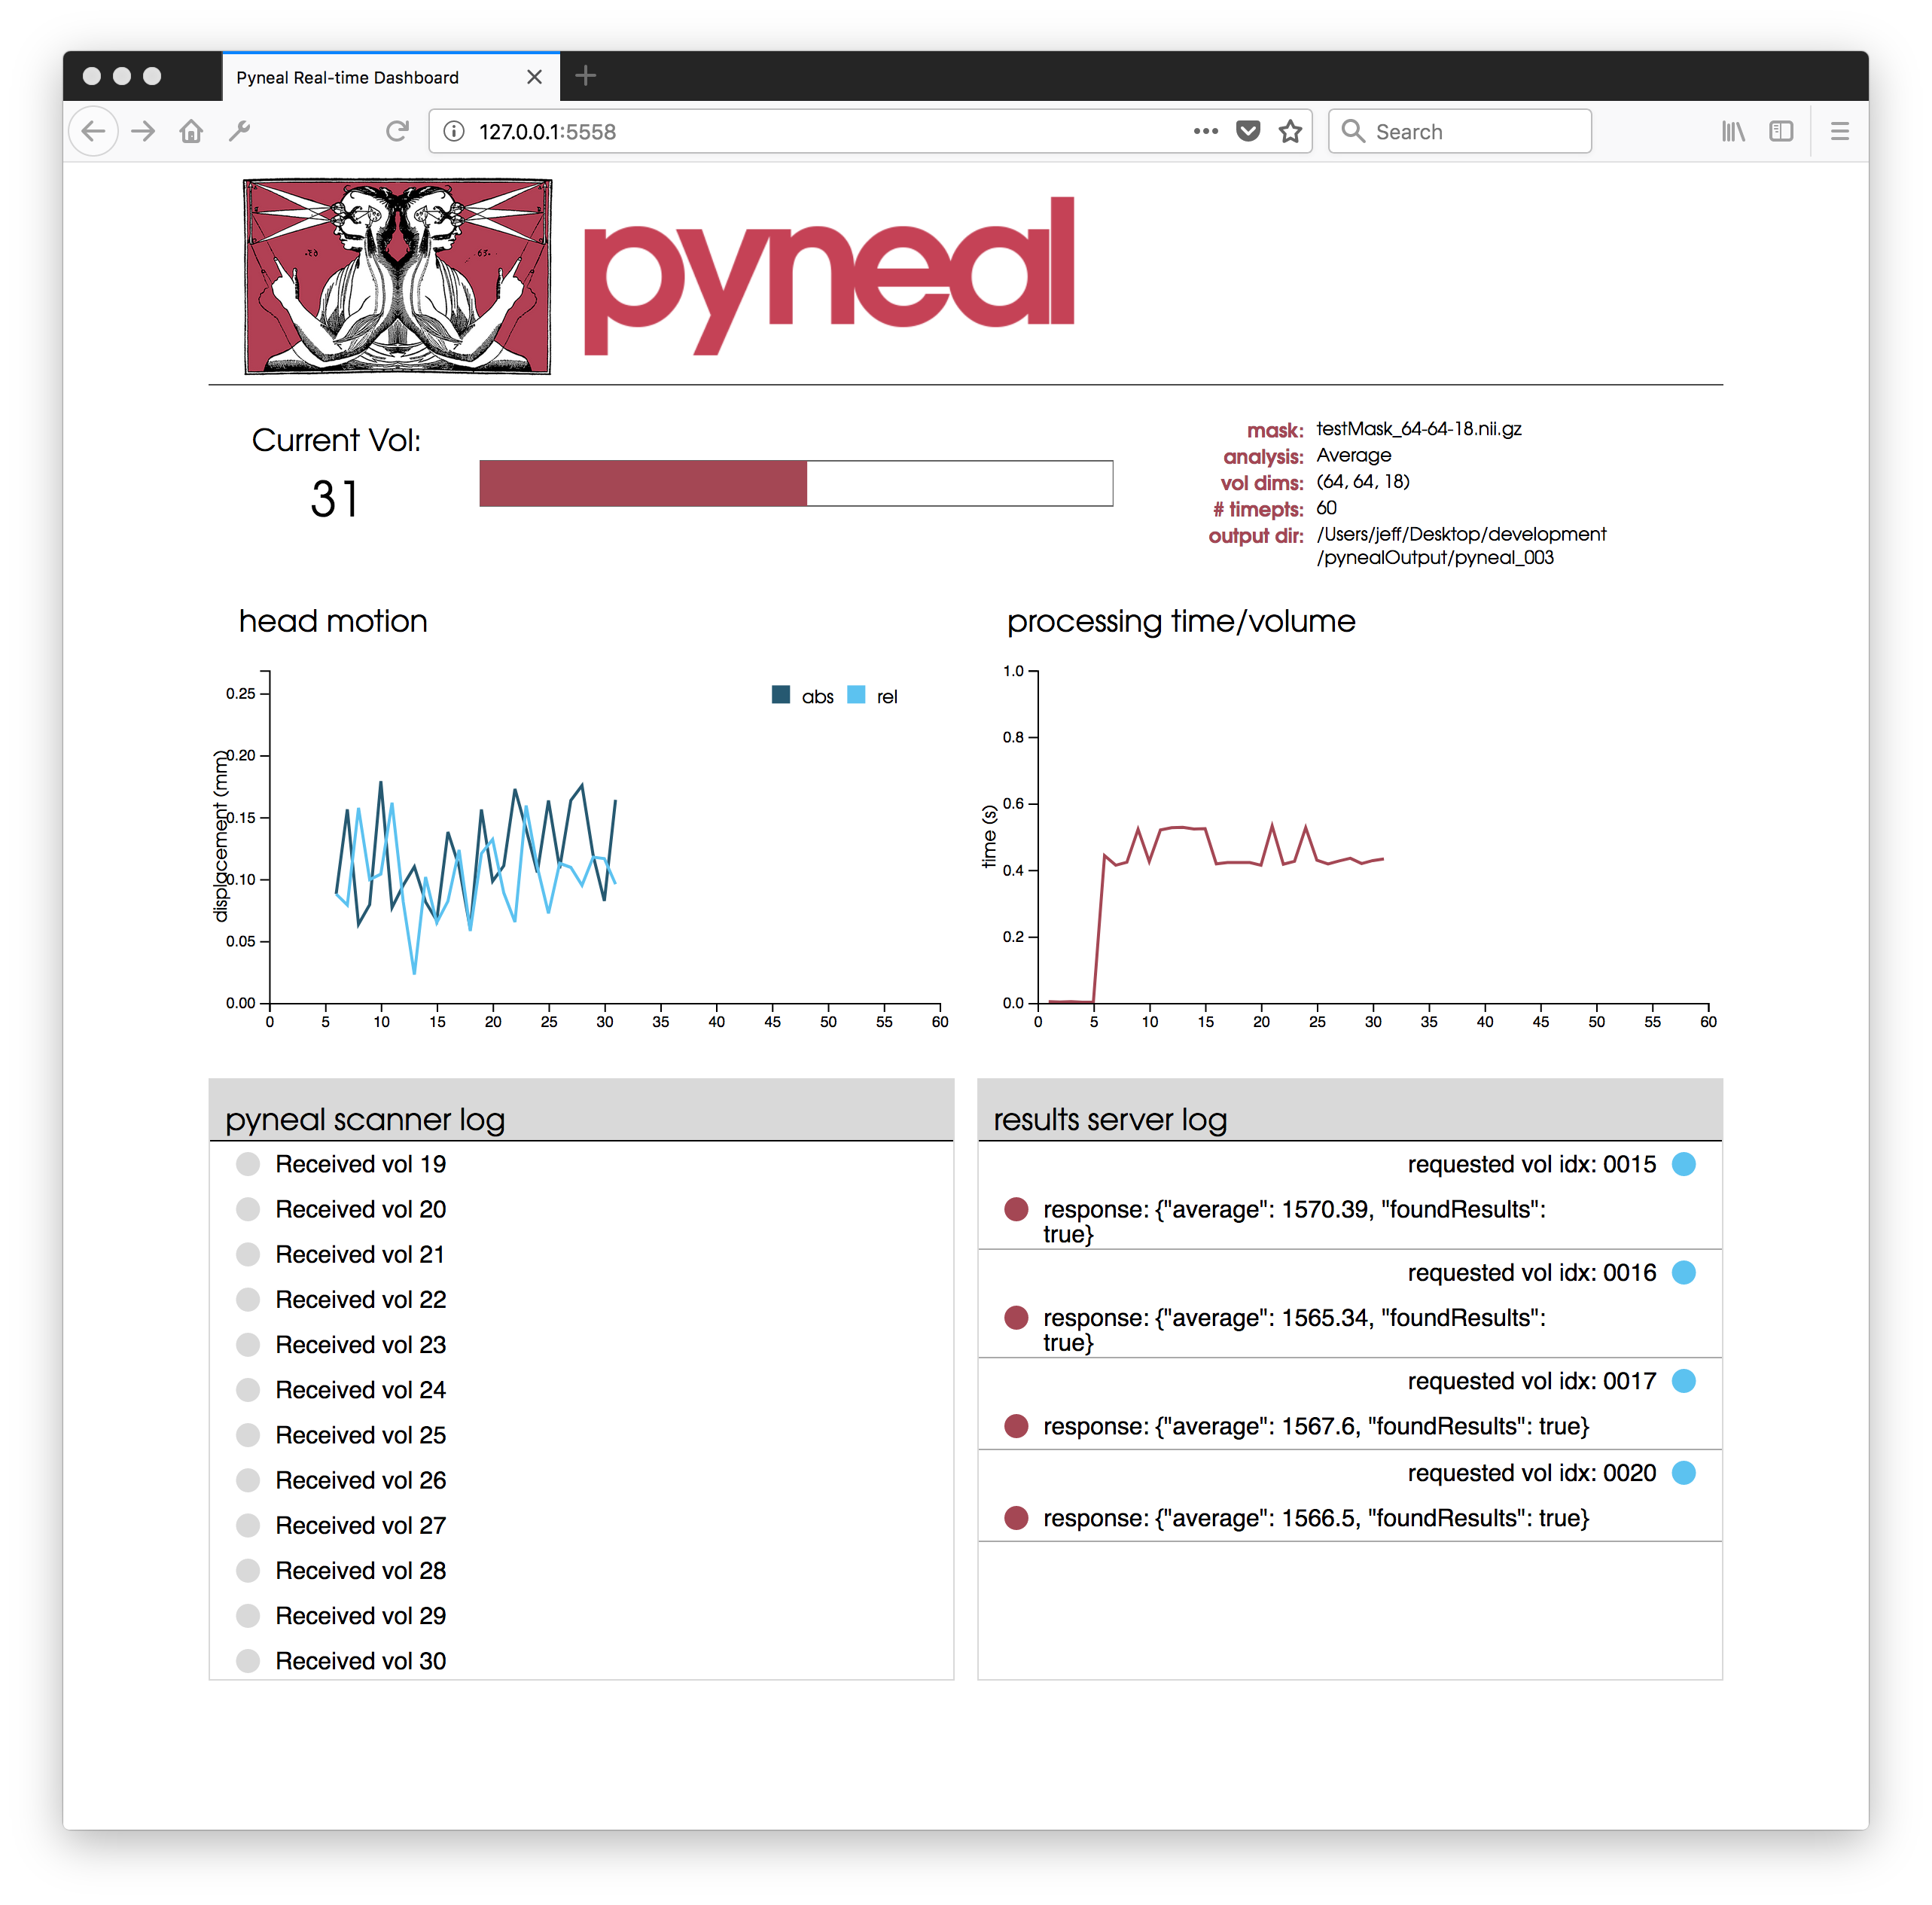 Pyneal Real-time Dashboard
127.0.0.1:5558
Search
pyneal
Current Vol:
31
mask: testMask_64-64-18.nii.gz
analysis: Average
vol dims: (64, 64, 18)
# timepts: 60
output dir: /Users/jeff/Desktop/development
/pynealOutput/pyneal_003
head motion
abs rel
displacement (mm)
0.25
0.20
0.15
0.10
0.05
0.00
0 5 10 15 20 25 30 35 40 45 50 55 60
processing time/volume
time (s)
1.0
0.8
0.6
0.4
0.2
0.0
0 5 10 15 20 25 30 35 40 45 50 55 60
pyneal scanner log
Received vol 19
Received vol 20
Received vol 21
Received vol 22
Received vol 23
Received vol 24
Received vol 25
Received vol 26
Received vol 27
Received vol 28
Received vol 29
Received vol 30
results server log
requested vol idx: 0015
response: {"average": 1570.39, "foundResults":
true}
requested vol idx: 0016
response: {"average": 1565.34, "foundResults":
true}
requested vol idx: 0017
response: {"average": 1567.6, "foundResults": true}
requested vol idx: 0020
response: {"average": 1566.5, "foundResults": true}